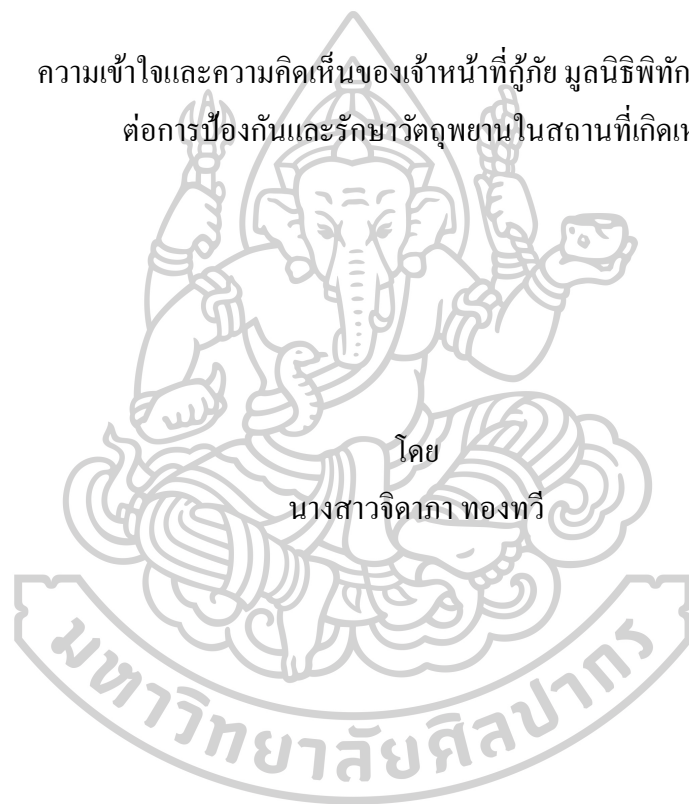 ความเข้าใจและความคิดเห็นของเจ้าหน้าที่กู้ภัย มูลนิธิพิทัก
ต่อการป้องกันและรักษาวัตถุพยานในสถานที่เกิดเห
โดย
นางสาวจิดาภา ทองทวี
มหาวิทยาลัยศิลปากร